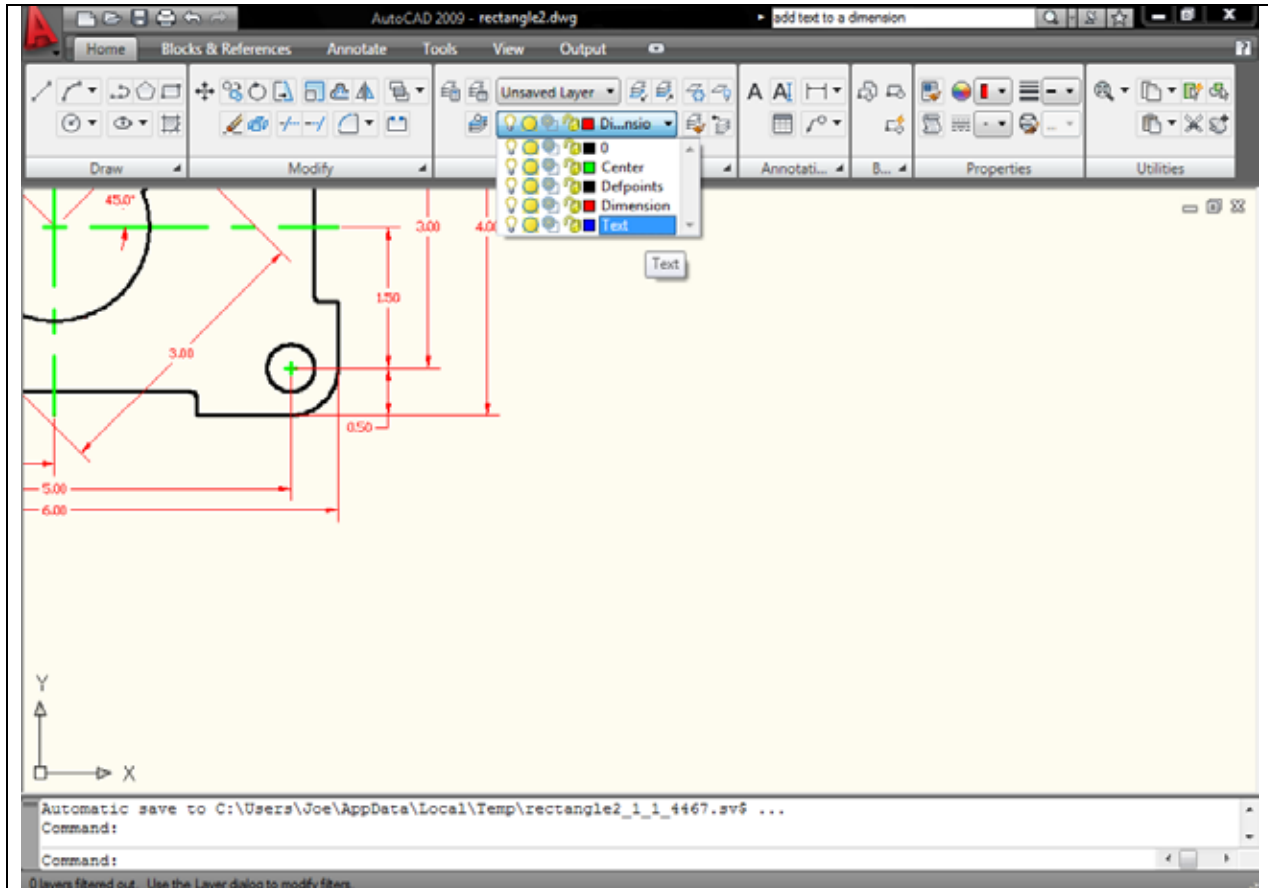 AutoCAD 2009 - rectangle2.dwg
add text to a dimension
Home Blocks & References Annotate Tools View Output
Unsaved Layer
A AI
Di...nsio
0
Center
Defpoints
Dimension
Text
Draw Modify Annotati... B... Properties Utilities
Text
45.0°
3.00 4.0
1.50
3.00
0.50
5.00
6.00
Y
X
Automatic save to C:\Users\Joe\AppData\Local\Temp\rectangle2_1_1_4467.sv$ ...
Command:
Command:
0 layers filtered out. Use the Layer dialog to modify filters.